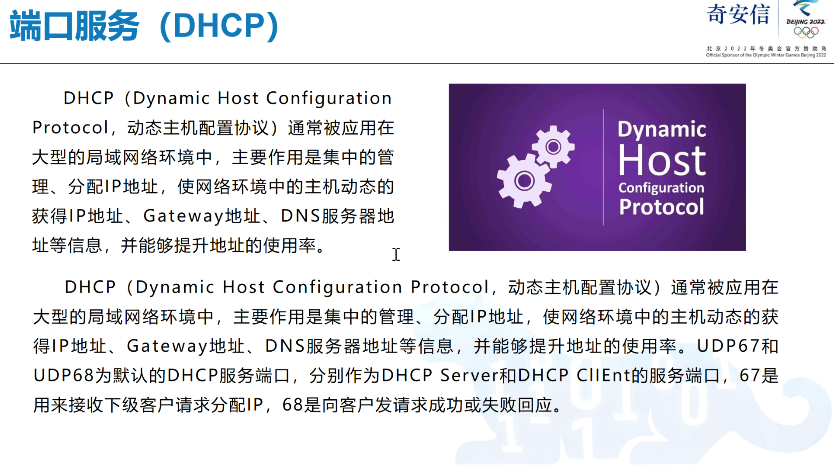 端口服务（DHCP）
奇安信
BEIJING 2022
北京2022年冬奥会官方赞助商
Official Sponsor of the Olympic Winter Games Beijing 2022
DHCP（Dynamic Host Configuration
Protocol，动态主机配置协议）通常被应用在
大型的局域网络环境中，主要作用是集中的管
理、分配IP地址，使网络环境中的主机动态的
获得IP地址、Gateway地址、DNS服务器地
址等信息，并能够提升地址的使用率。
Dynamic
Host
Configuration
Protocol
DHCP（Dynamic Host Configuration Protocol，动态主机配置协议）通常被应用在
大型的局域网络环境中，主要作用是集中的管理、分配IP地址，使网络环境中的主机动态的获
得IP地址、Gateway地址、DNS服务器地址等信息，并能够提升地址的使用率。UDP67和
UDP68为默认的DHCP服务端口，分别作为DHCP Server和DHCP ClIEnt的服务端口，67是
用来接收下级客户请求分配IP，68是向客户发请求成功或失败回应。